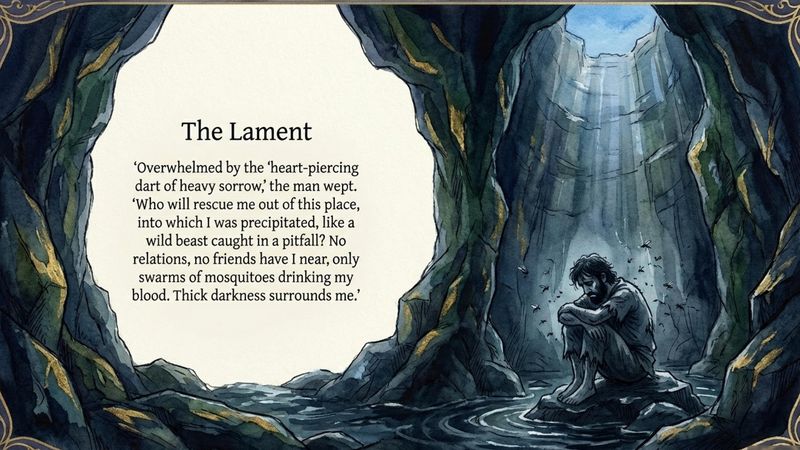 The Lament
‘Overwhelmed by the ‘heart-piercing
dart of heavy sorrow,’ the man wept.
‘Who will rescue me out of this place,
into which I was precipitated, like a
wild beast caught in a pitfall? No
relations, no friends have I near, only
swarms of mosquitoes drinking my
blood. Thick darkness surrounds me.’